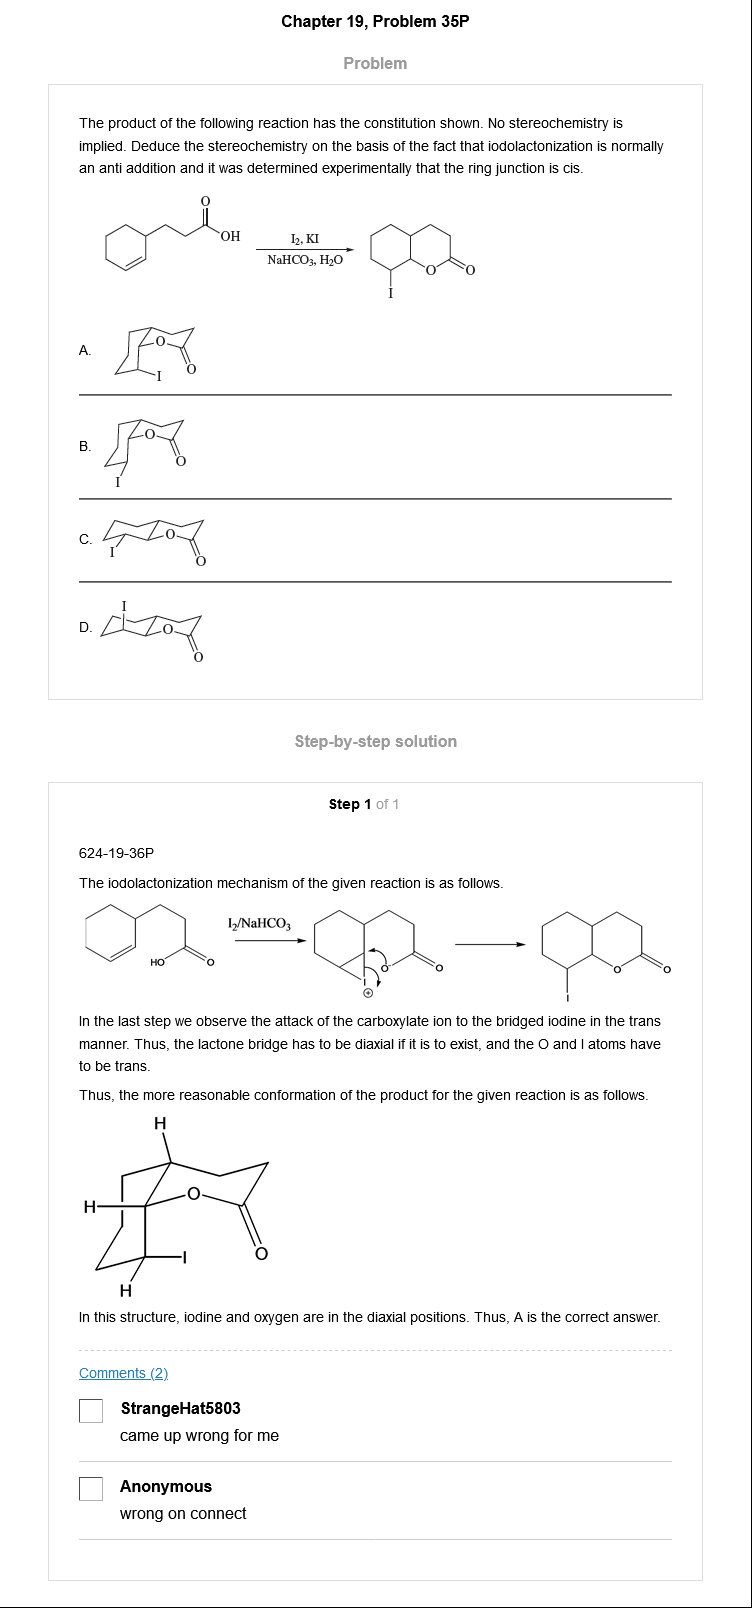 Chapter 19, Problem 35P
Problem
The product of the following reaction has the constitution shown. No stereochemistry is
implied. Deduce the stereochemistry on the basis of the fact that iodolactonization is normally
an anti addition and it was determined experimentally that the ring junction is cis.
O
OH
I₂, KI
NaHCO₃, H₂O
O
O
I
A.
O
I
O
B.
O
O
I
C.
O
I
O
D.
I
O
O
Step-by-step solution
Step 1 of 1
624-19-36P
The iodolactonization mechanism of the given reaction is as follows.
HO
O
I₂/NaHCO₃
O⁻
O
I
⊕
O
O
I
In the last step we observe the attack of the carboxylate ion to the bridged iodine in the trans
manner. Thus, the lactone bridge has to be diaxial if it is to exist, and the O and I atoms have
to be trans.
Thus, the more reasonable conformation of the product for the given reaction is as follows.
H
O
H
I
O
H
In this structure, iodine and oxygen are in the diaxial positions. Thus, A is the correct answer.
Comments (2)
StrangeHat5803
came up wrong for me
Anonymous
wrong on connect